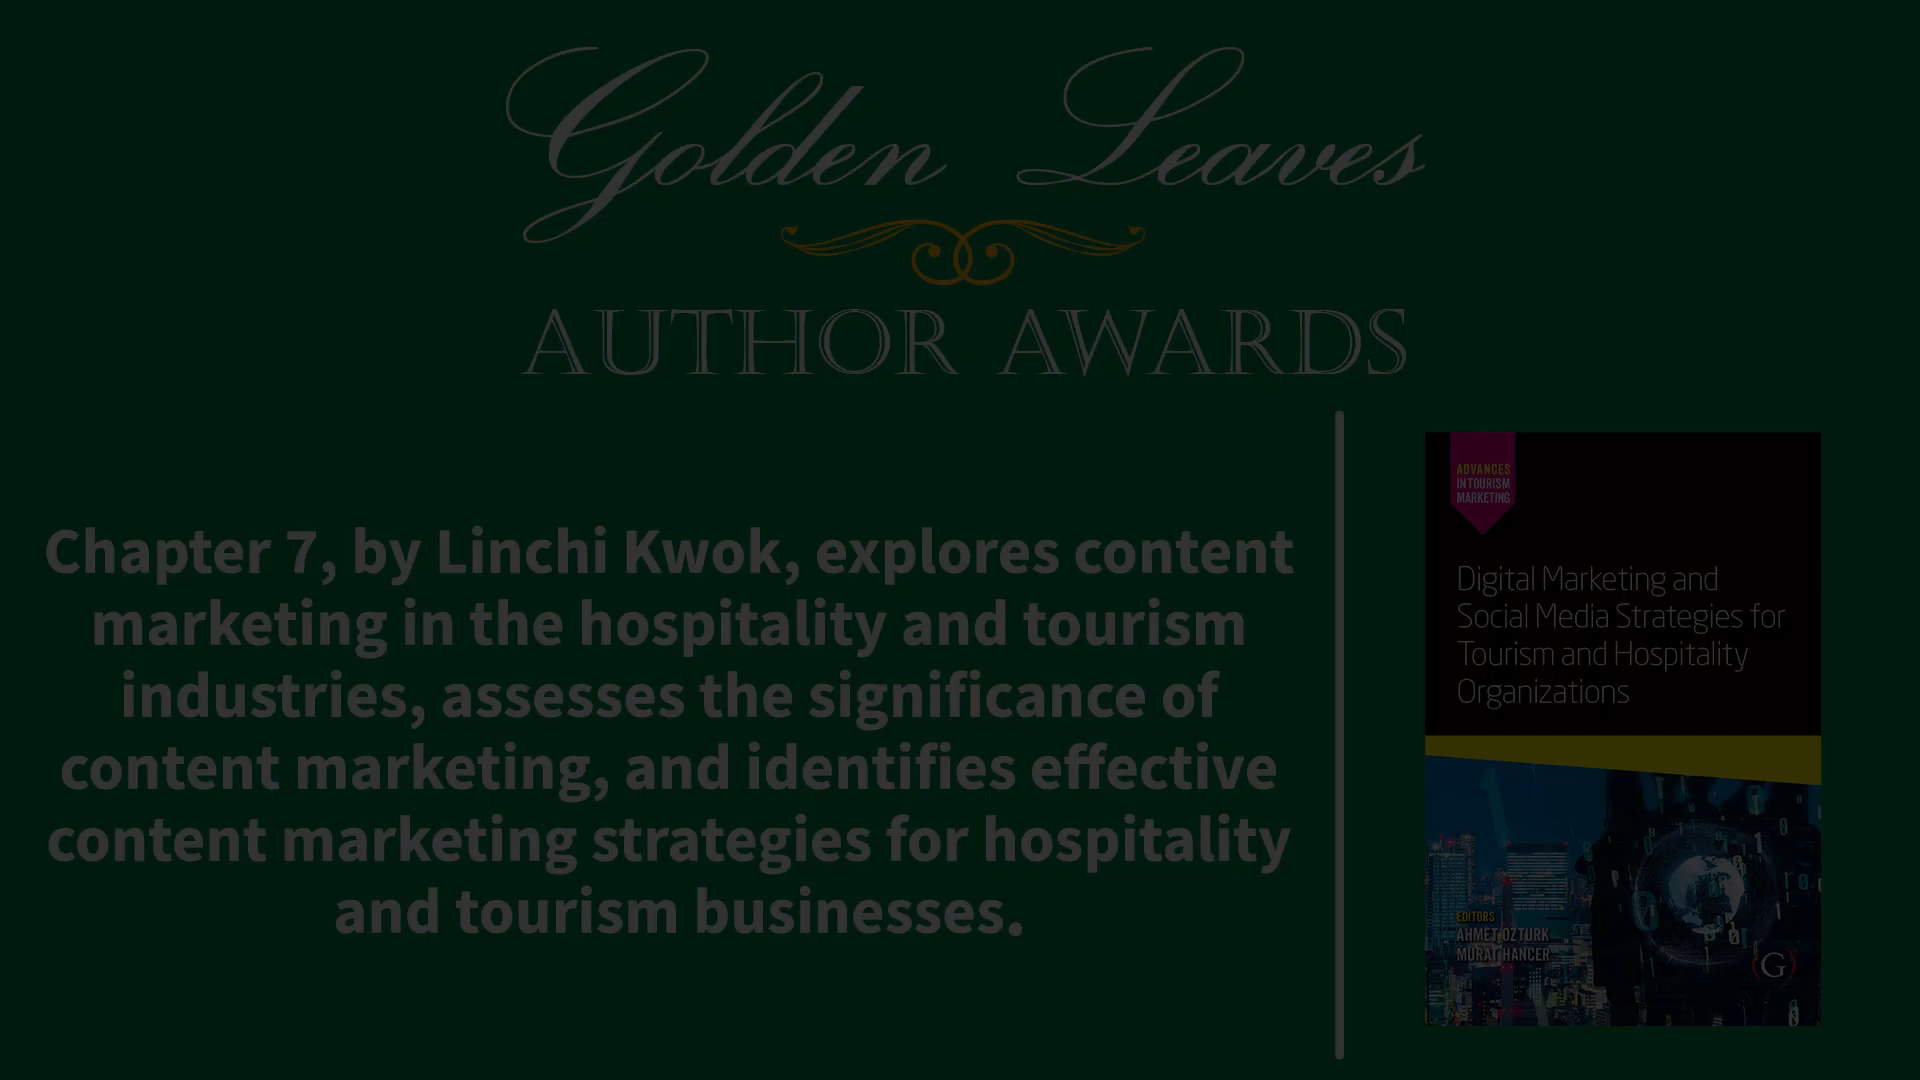 Golden Leaves
AUTHOR AWARDS
Chapter 7, by Linchi Kwok, explores content
marketing in the hospitality and tourism
industries, assesses the significance of
content marketing, and identifies effective
content marketing strategies for hospitality
and tourism businesses.
ADVANCES
IN TOURISM
MARKETING
Digital Marketing and
Social Media Strategies for
Tourism and Hospitality
Organizations
EDITORS
AHMET OZTURK
MURAT HANCER
G